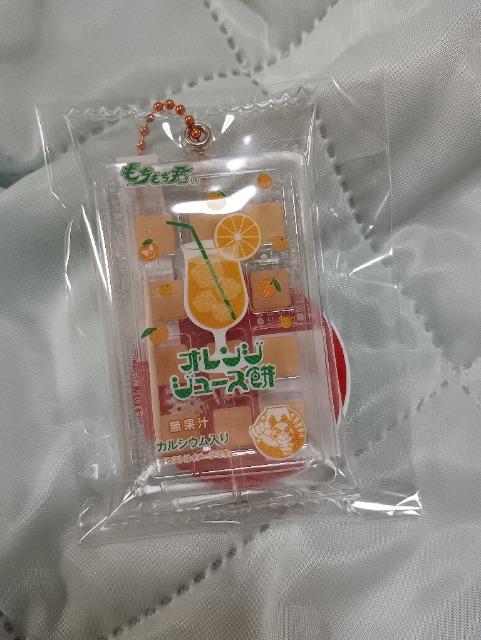 もちもち君
オレンジ
ジュース餅
無果汁
カルシウム入り